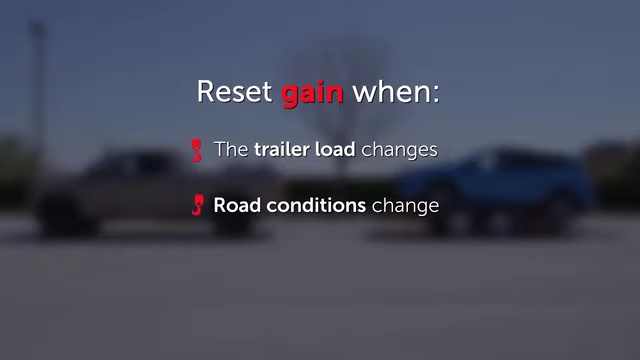 Reset gain when:
The trailer load changes
Road conditions change